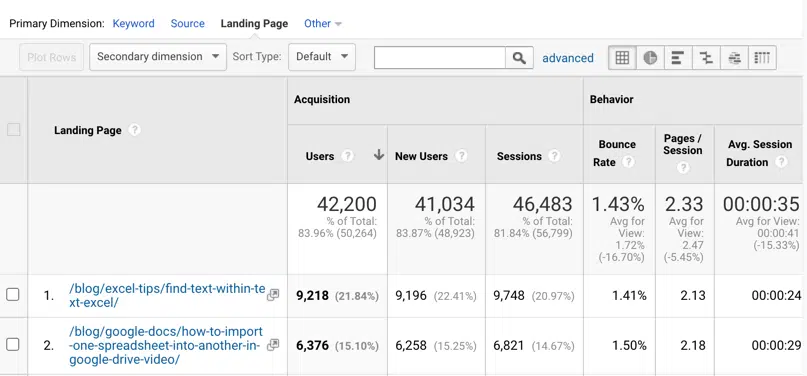 Primary Dimension: Keyword Source Landing Page Other
Plot Rows Secondary dimension Sort Type: Default advanced
Acquisition Behavior
Landing Page ?
Users ? New Users ? Sessions ? Bounce Rate ? Pages / Session ? Avg. Session Duration ?
42,200 41,034 46,483 1.43% 2.33 00:00:35
% of Total: 83.96% (50,264) % of Total: 83.87% (48,923) % of Total: 81.84% (56,799) Avg for View: 1.72% (-16.70%) Avg for View: 2.47 (-5.45%) Avg for View: 00:00:41 (-15.33%)
1. /blog/excel-tips/find-text-within-te
xt-excel/
9,218 (21.84%) 9,196 (22.41%) 9,748 (20.97%) 1.41% 2.13 00:00:24
2. /blog/google-docs/how-to-import
-one-spreadsheet-into-another-in-
google-drive-video/
6,376 (15.10%) 6,258 (15.25%) 6,821 (14.67%) 1.50% 2.18 00:00:29